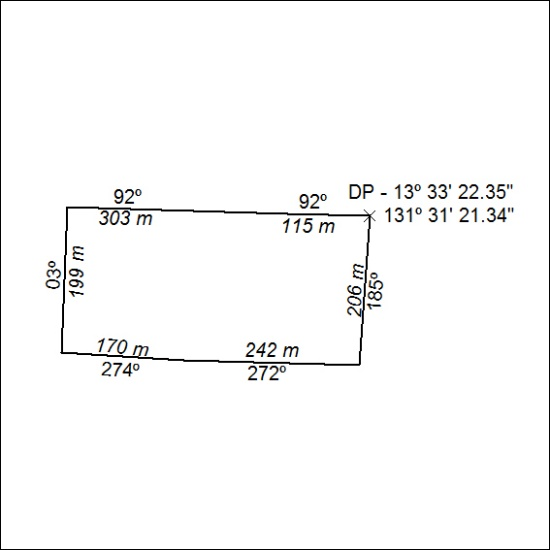 92º
303 m
92º
115 m
DP - 13º 33' 22.35"
131º 31' 21.34"
03º
199 m
206 m
185º
170 m
274º
242 m
272º